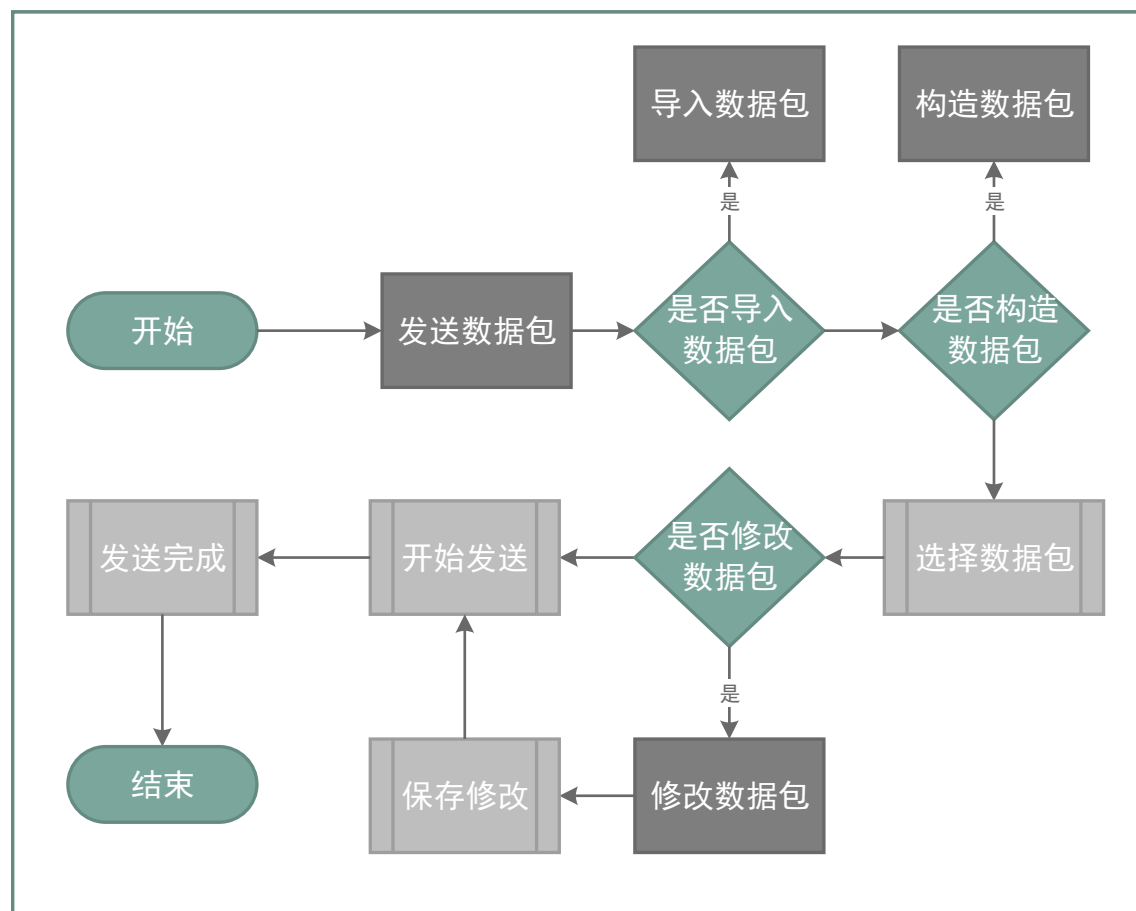 导入数据包
构造数据包
是
是
开始
发送数据包
是否导入
数据包
是否构造
数据包
发送完成
开始发送
是否修改
数据包
选择数据包
是
结束
保存修改
修改数据包